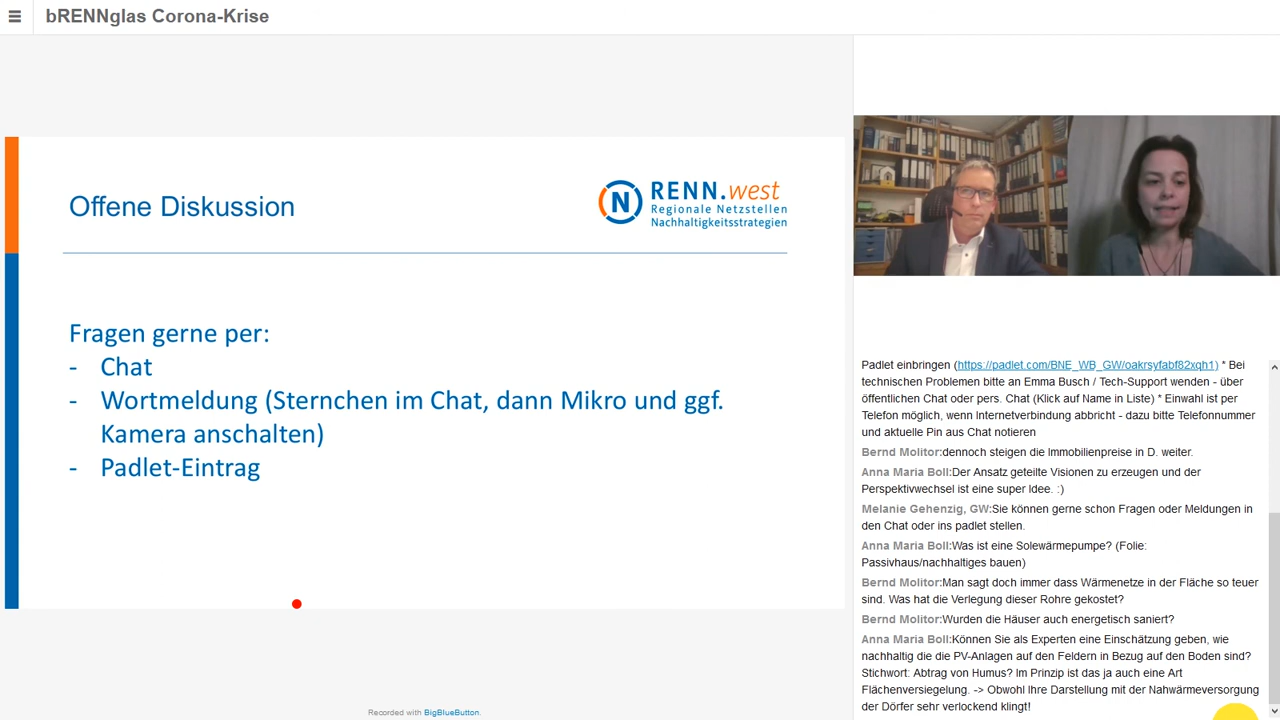 bRENNglas Corona-Krise
Offene Diskussion
N
RENN.west
Regionale Netzstellen
Nachhaltigkeitsstrategien
Fragen gerne per:
- Chat
- Wortmeldung (Sternchen im Chat, dann Mikro und ggf.
Kamera anschalten)
- Padlet-Eintrag
Recorded with BigBlueButton.
Padlet einbringen (https://padlet.com/BNE_WB_GW/oakrsyfabf82xqh1) * Bei
technischen Problemen bitte an Emma Busch / Tech-Support wenden - über
öffentlichen Chat oder pers. Chat (Klick auf Name in Liste) * Einwahl ist per
Telefon möglich, wenn Internetverbindung abbricht - dazu bitte Telefonnummer
und aktuelle Pin aus Chat notieren
Bernd Molitor:dennoch steigen die Immobilienpreise in D. weiter.
Anna Maria Boll:Der Ansatz geteilte Visionen zu erzeugen und der
Perspektivwechsel ist eine super Idee. :)
Melanie Gehenzig, GW:Sie können gerne schon Fragen oder Meldungen in
den Chat oder ins padlet stellen.
Anna Maria Boll:Was ist eine Solewärmepumpe? (Folie:
Passivhaus/nachhaltiges bauen)
Bernd Molitor:Man sagt doch immer dass Wärmenetze in der Fläche so teuer
sind. Was hat die Verlegung dieser Rohre gekostet?
Bernd Molitor:Wurden die Häuser auch energetisch saniert?
Anna Maria Boll:Können Sie als Experten eine Einschätzung geben, wie
nachhaltig die die PV-Anlagen auf den Feldern in Bezug auf den Boden sind?
Stichwort: Abtrag von Humus? Im Prinzip ist das ja auch eine Art
Flächenversiegelung. -> Obwohl Ihre Darstellung mit der Nahwärmeversorgung
der Dörfer sehr verlockend klingt!